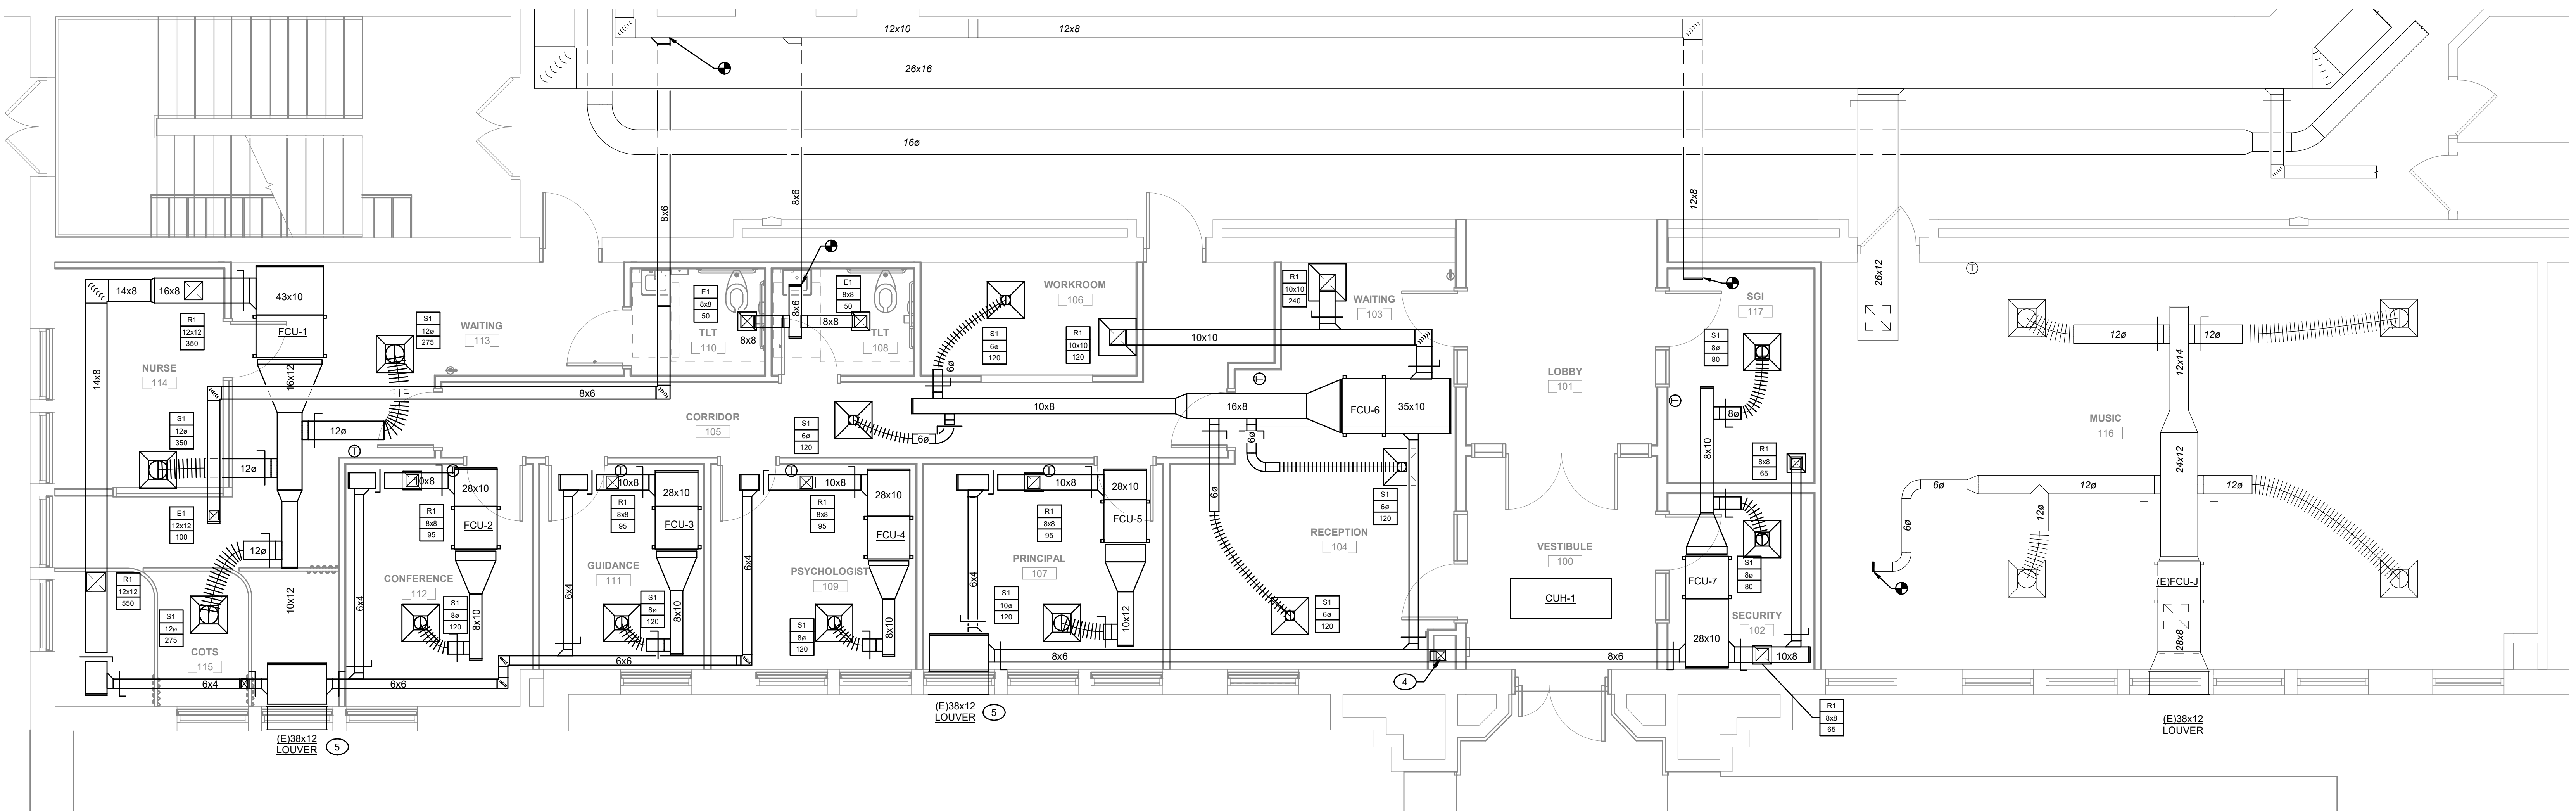 12x10
12x8
26x16
16ø
8x6
8x6
12x8
26x12
14x8
16x8
43x10
FCU-1
R1
12x12
350
NURSE
114
14x8
16x12
WAITING
113
S1
12ø
275
12ø
8x6
S1
12ø
350
12ø
E1
12x12
100
12ø
10x12
R1
12x12
550
S1
12ø
275
COTS
115
6x4
6x6
(E)38x12
LOUVER
5
E1
8x8
50
TLT
110
8x8
8x6
8x8
E1
8x8
50
TLT
108
WORKROOM
106
S1
6ø
120
R1
10x10
120
6ø
R1
10x10
240
WAITING
103
10x10
CORRIDOR
105
S1
6ø
120
6ø
10x8
16x8
FCU-6
35x10
6ø
6ø
T
T
T
T
T
T
T
T
10x8
28x10
R1
8x8
95
FCU-2
6x4
CONFERENCE
112
S1
8ø
120
8x10
10x8
28x10
R1
8x8
95
FCU-3
6x4
GUIDANCE
111
S1
8ø
120
8x10
6x6
10x8
28x10
R1
8x8
95
FCU-4
6x4
PSYCHOLOGIST
109
S1
8ø
120
8x10
10x8
28x10
R1
8x8
95
FCU-5
6x4
PRINCIPAL
107
S1
10ø
120
10x12
8x6
8x6
(E)38x12
LOUVER
5
S1
6ø
120
RECEPTION
104
S1
6ø
120
4
LOBBY
101
VESTIBULE
100
CUH-1
SGI
117
S1
8ø
80
8ø
8x10
R1
8x8
65
FCU-7
S1
8ø
80
SECURITY
102
28x10
10x8
R1
8x8
65
12ø
12ø
12x14
MUSIC
116
24x12
6ø
12ø
12ø
6ø
12ø
(E)FCU-J
28x8
(E)38x12
LOUVER